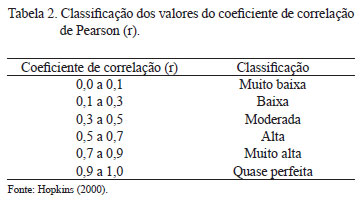 Tabela 2. Classificação dos valores do coeficiente de correlação
de Pearson (r).
Coeficiente de correlação (r) Classificação
0,0 a 0,1 Muito baixa
0,1 a 0,3 Baixa
0,3 a 0,5 Moderada
0,5 a 0,7 Alta
0,7 a 0,9 Muito alta
0,9 a 1,0 Quase perfeita
Fonte: Hopkins (2000).